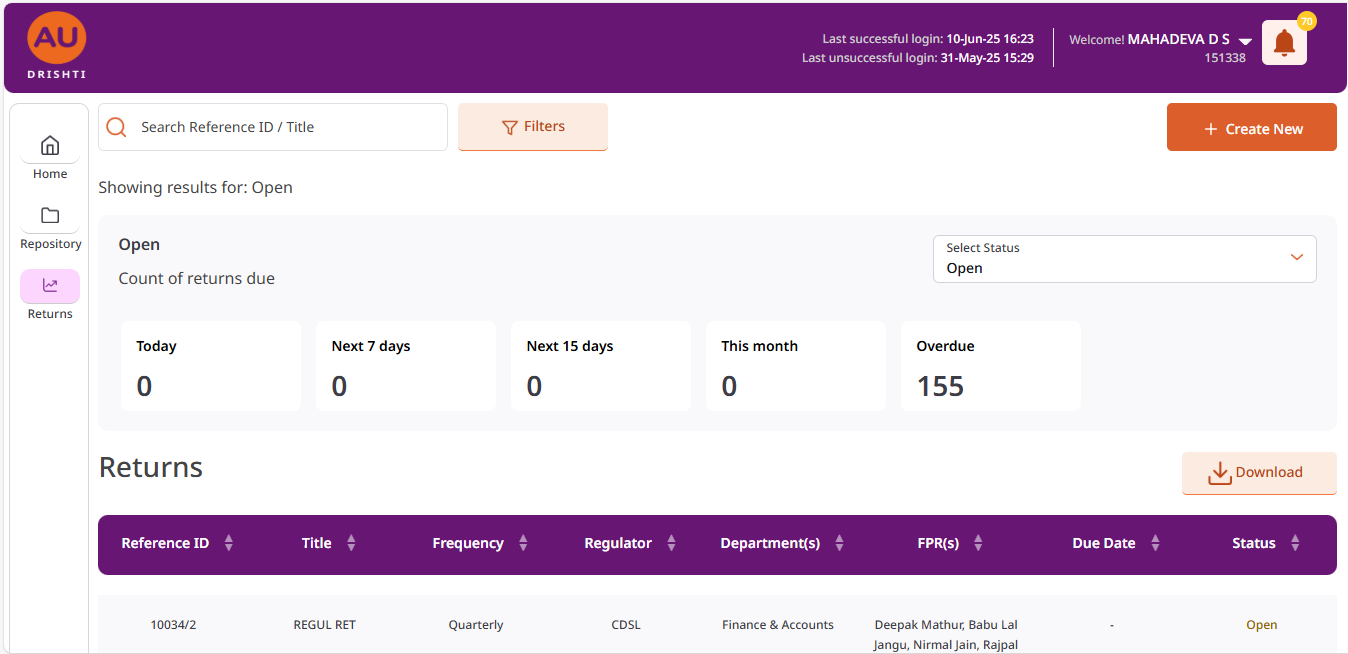 AU
DRISHTI
Last successful login: 10-Jun-25 16:23
Last unsuccessful login: 31-May-25 15:29
Welcome! MAHADEVA D S
151338
70
Home
Repository
Returns
Search Reference ID / Title
Filters
+ Create New
Showing results for: Open
Open
Count of returns due
Select Status
Open
Today
0
Next 7 days
0
Next 15 days
0
This month
0
Overdue
155
Returns
Download
Reference ID Title Frequency Regulator Department(s) FPR(s) Due Date Status
10034/2 REGUL RET Quarterly CDSL Finance & Accounts Deepak Mathur, Babu Lal - Open
Jangu, Nirmal Jain, Rajpal